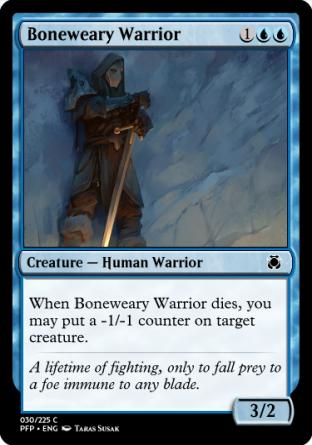 Boneweary Warrior 1
Creature — Human Warrior
When Boneweary Warrior dies, you
may put a -1/-1 counter on target
creature.
A lifetime of fighting, only to fall prey to
a foe immune to any blade.
3/2
030/225 C
PFP • ENG Taras Susak